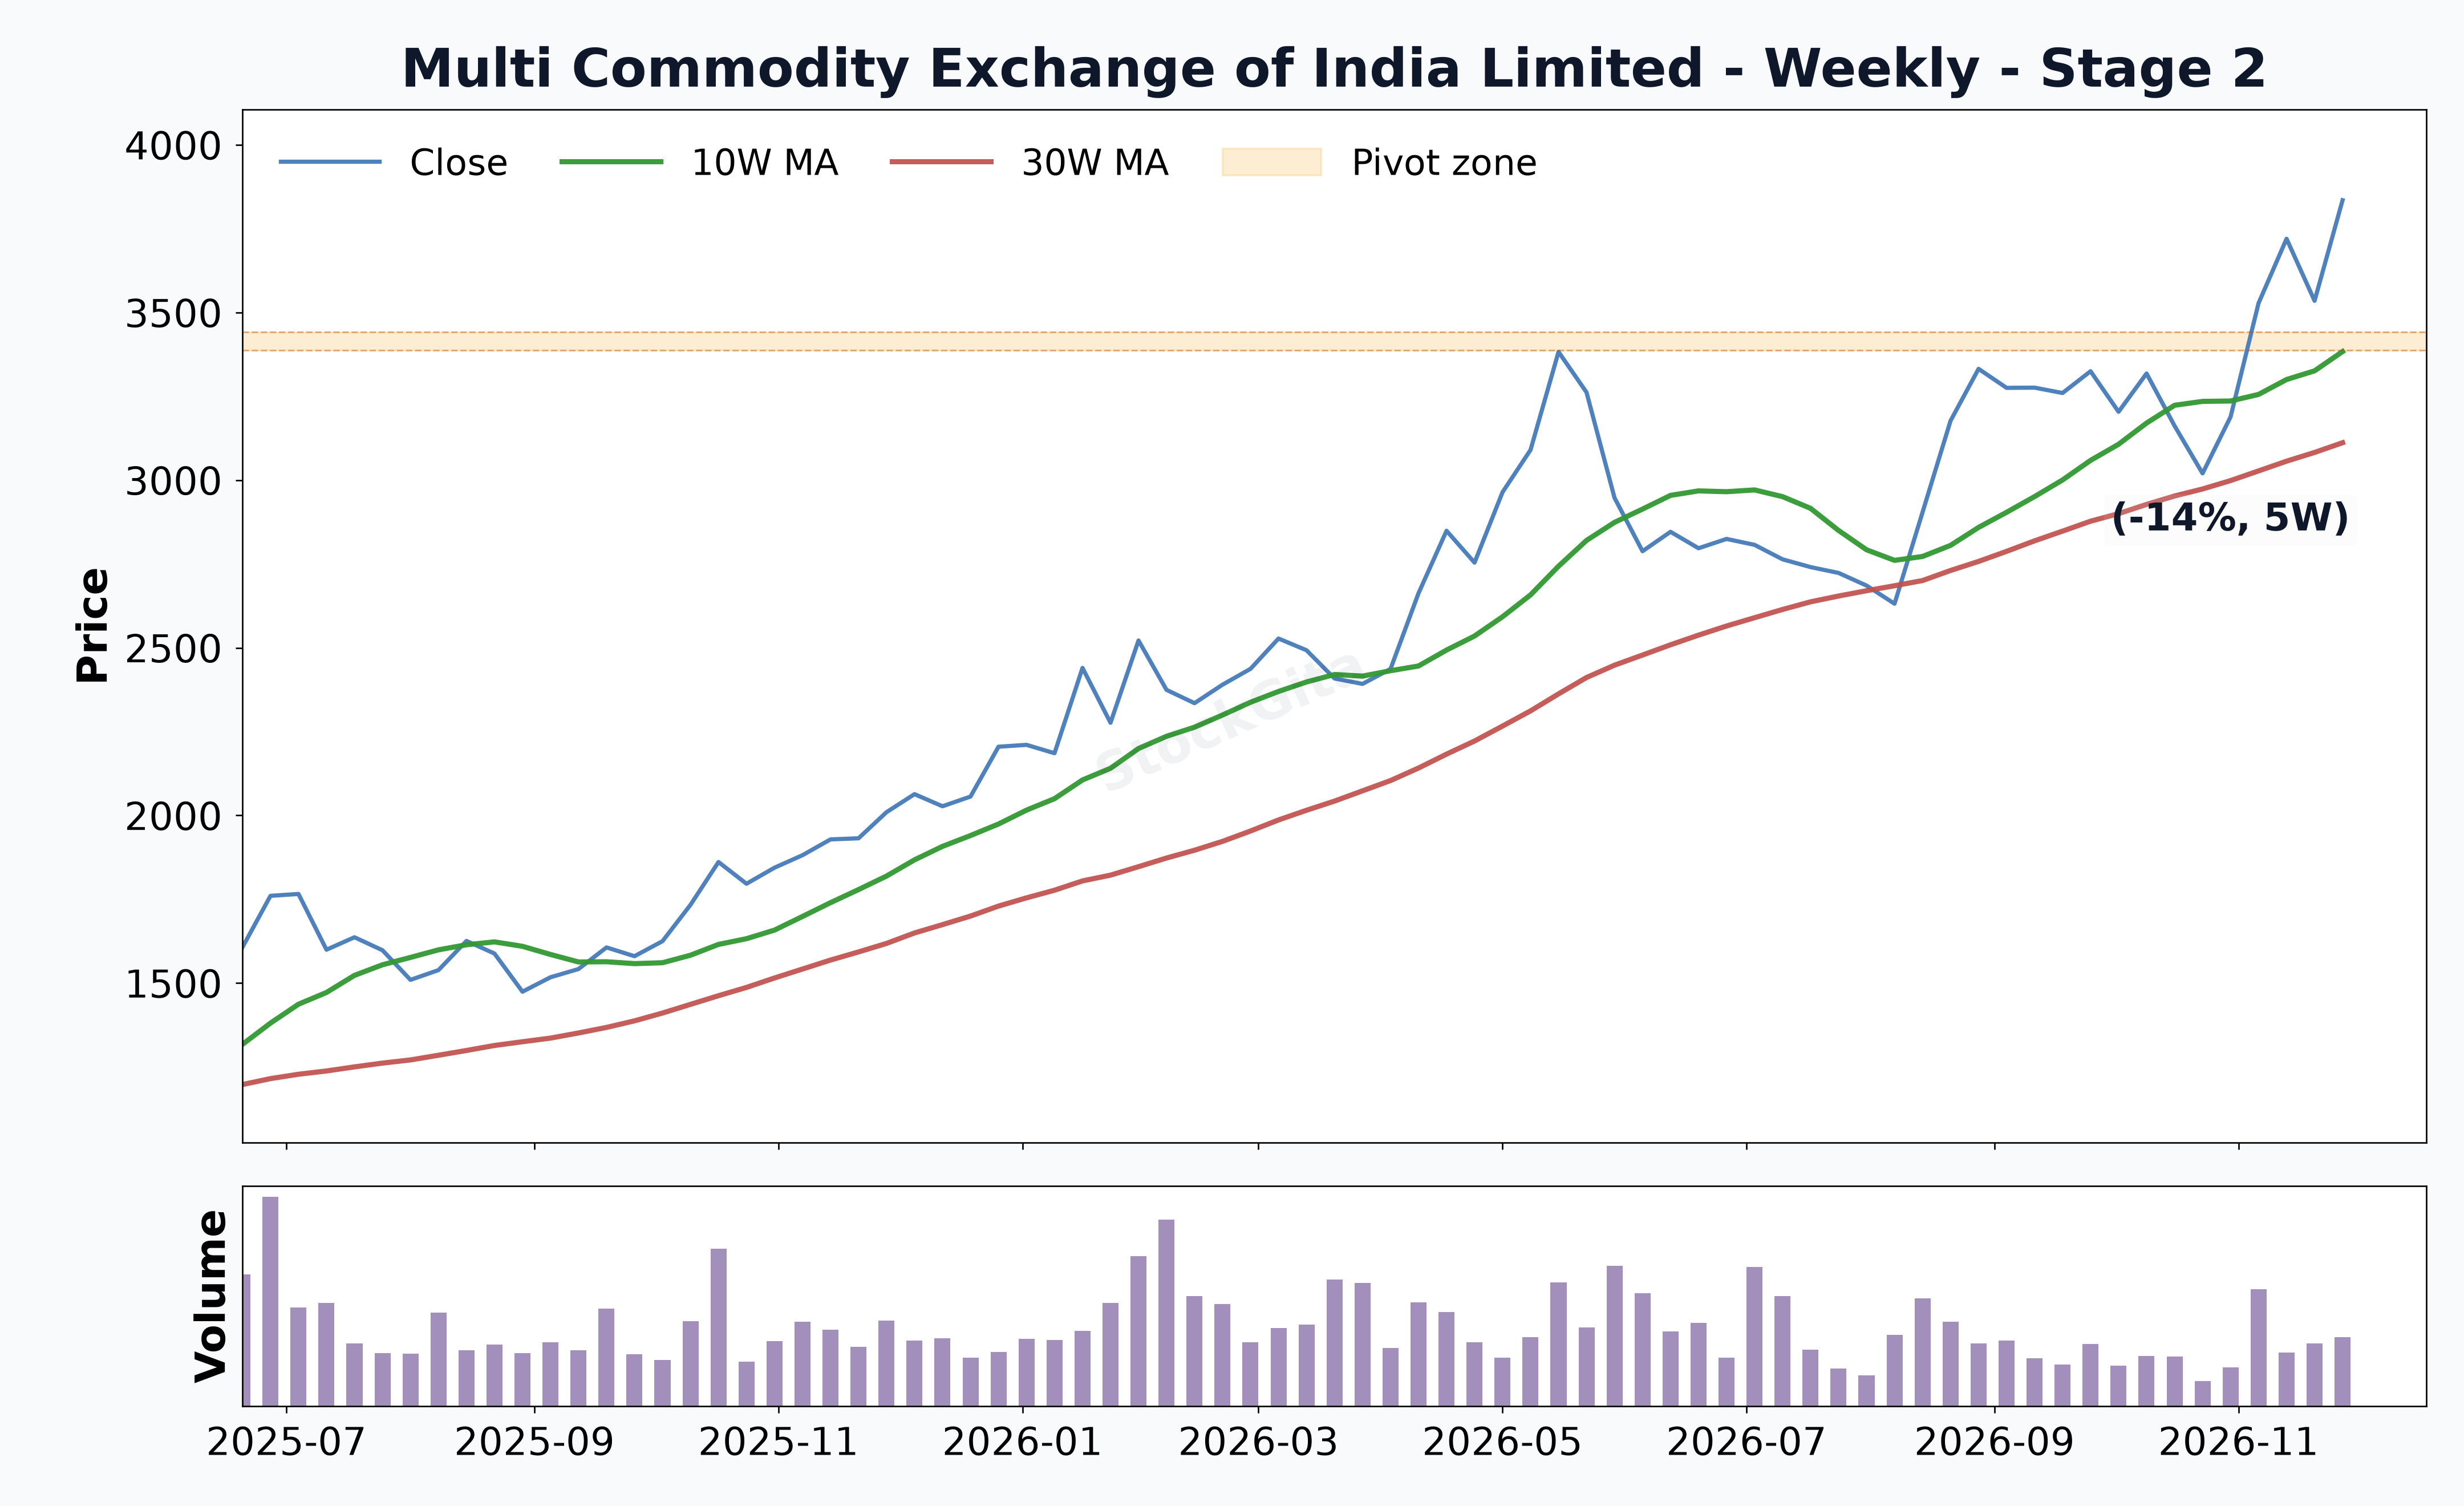 Multi Commodity Exchange of India Limited - Weekly - Stage 2
Close 10W MA 30W MA Pivot zone
4000
3500
3000
2500
2000
1500
Price
(-14%, 5W)
StockGita
Volume
2025-07 2025-09 2025-11 2026-01 2026-03 2026-05 2026-07 2026-09 2026-11